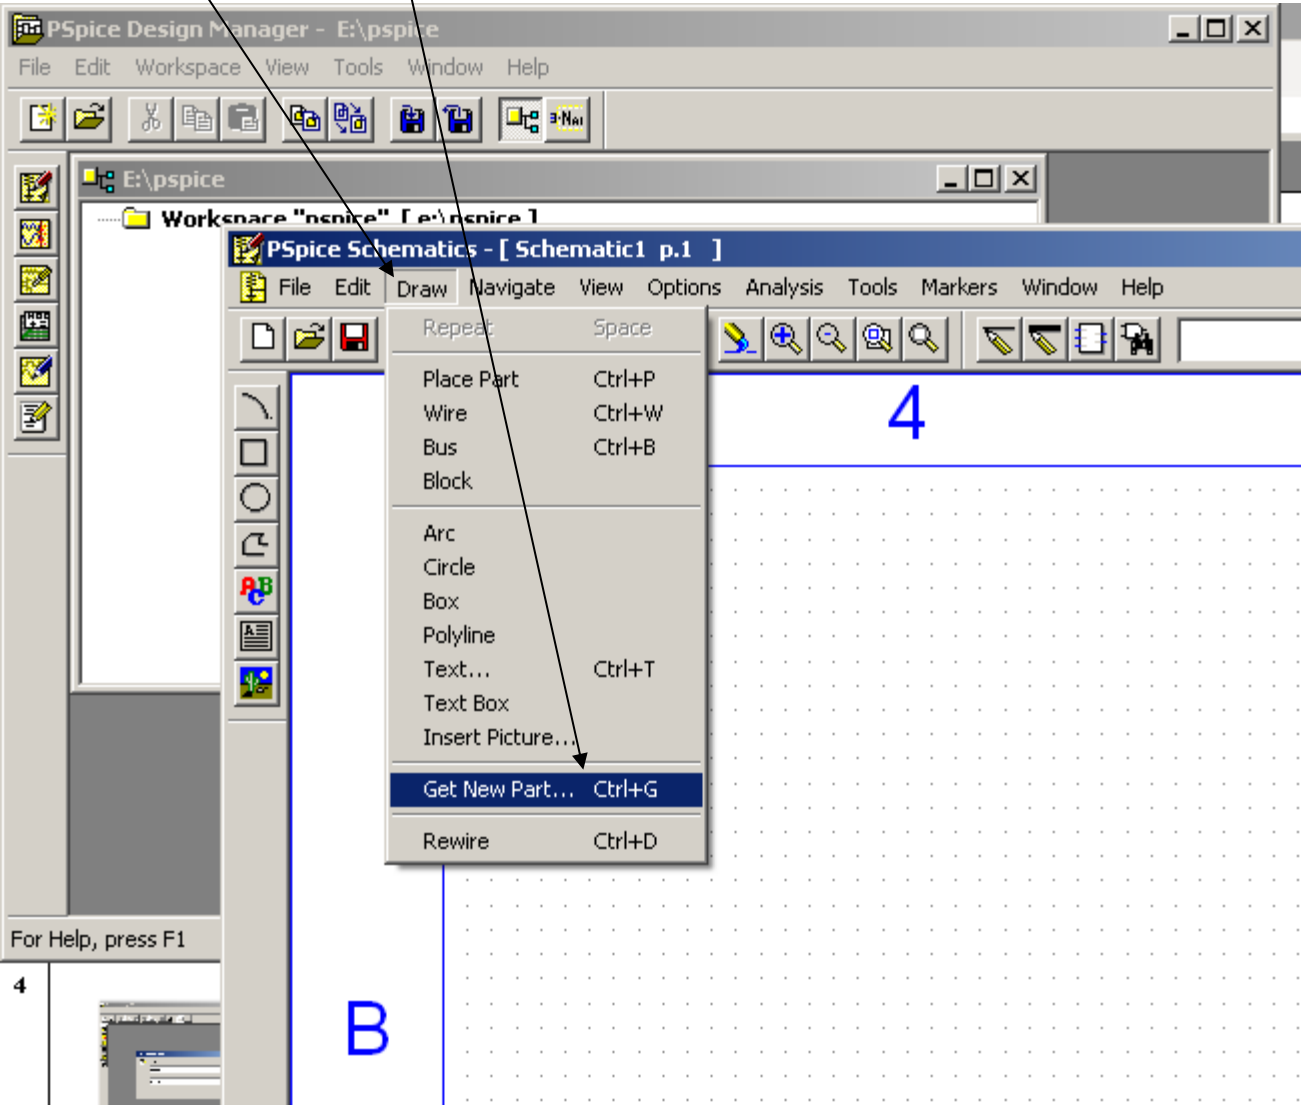 PSpice Design Manager - E:\pspice
File Edit Workspace View Tools Window Help
E:\pspice
Workspace "pspice" [ e:\pspice ]
PSpice Schematics - [ Schematic1 p.1 ]
File Edit Draw Navigate View Options Analysis Tools Markers Window Help
Repeat Space
Place Part Ctrl+P
Wire Ctrl+W
Bus Ctrl+B
Block
Arc
Circle
Box
Polyline
Text... Ctrl+T
Text Box
Insert Picture...
Get New Part... Ctrl+G
Rewire Ctrl+D
4
B
For Help, press F1
4